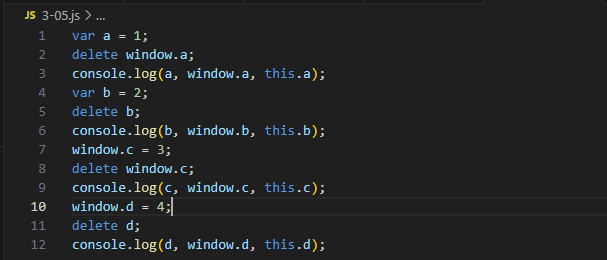 JS 3-05.js > ...
1 var a = 1;
2 delete window.a;
3 console.log(a, window.a, this.a);
4 var b = 2;
5 delete b;
6 console.log(b, window.b, this.b);
7 window.c = 3;
8 delete window.c;
9 console.log(c, window.c, this.c);
10 window.d = 4;
11 delete d;
12 console.log(d, window.d, this.d);